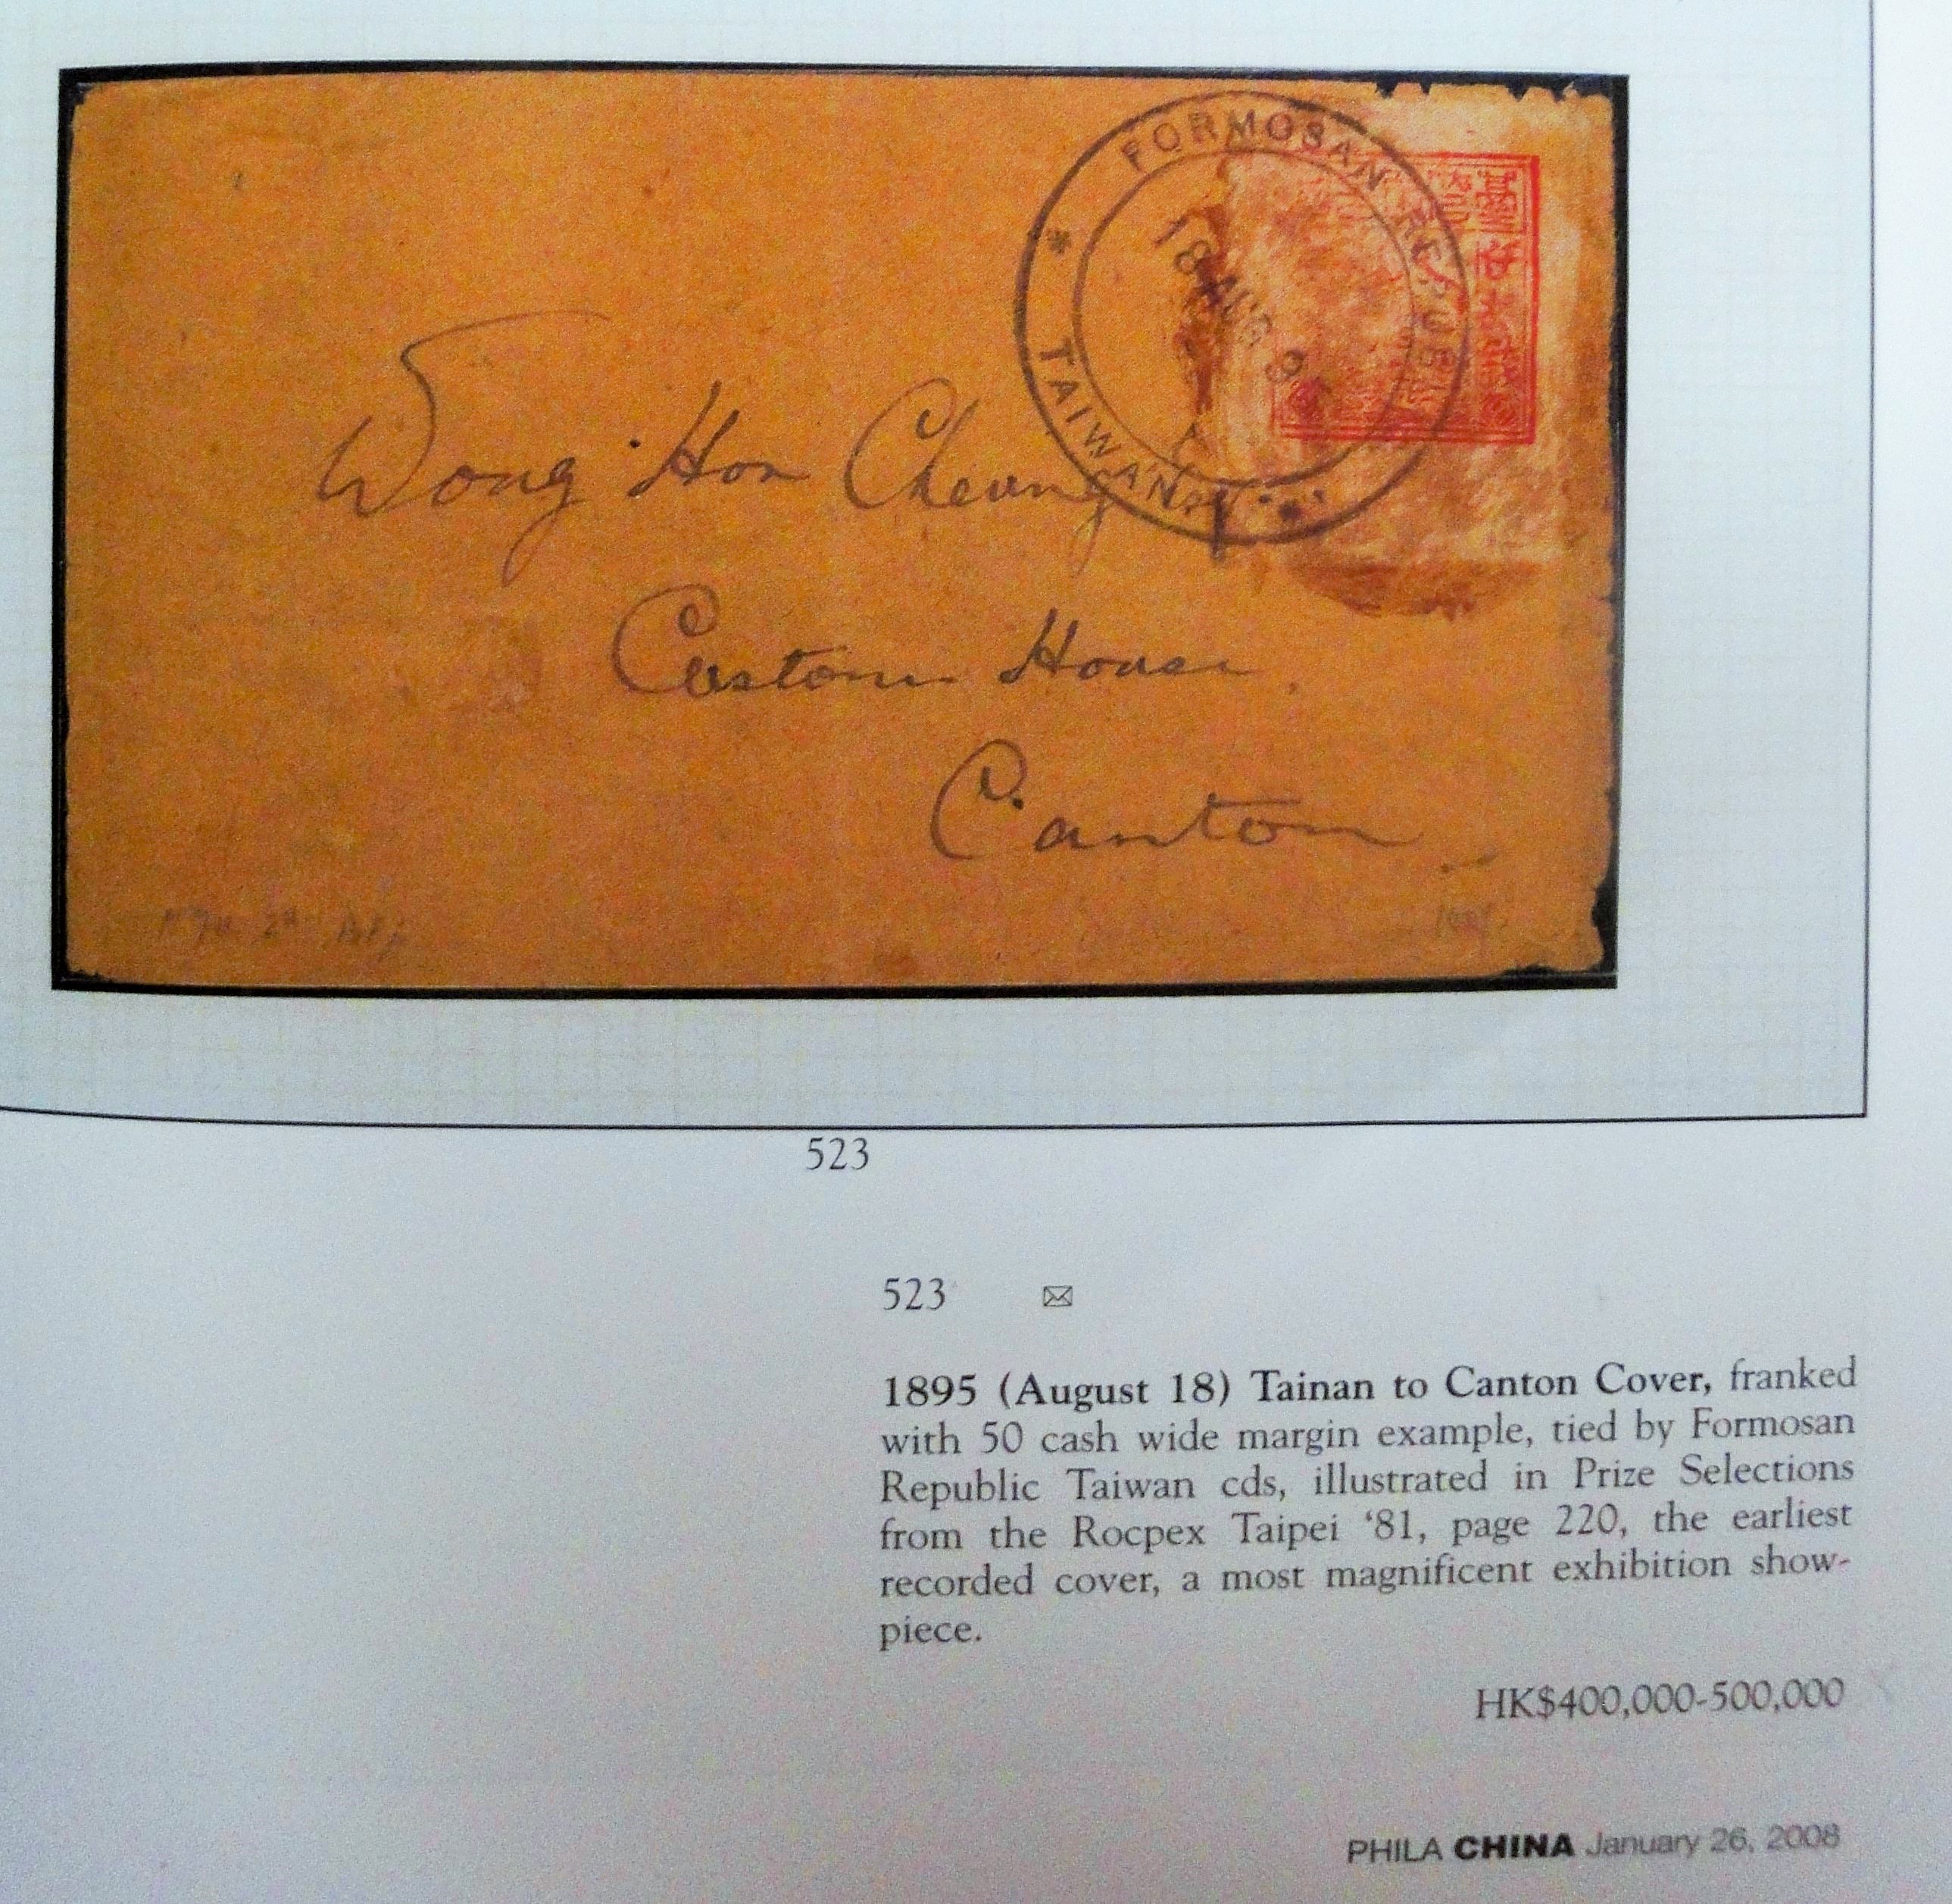 FORMOSAN REPUBLIC
18 AUG 95
TAIWAN
Wong Hon Cheung
Custom House.
Canton
523
523
1895 (August 18) Tainan to Canton Cover, franked
with 50 cash wide margin example, tied by Formosan
Republic Taiwan cds, illustrated in Prize Selections
from the Rocpex Taipei ‘81, page 220, the earliest
recorded cover, a most magnificent exhibition show-
piece.
HK$400,000-500,000
PHILA CHINA January 26, 2008